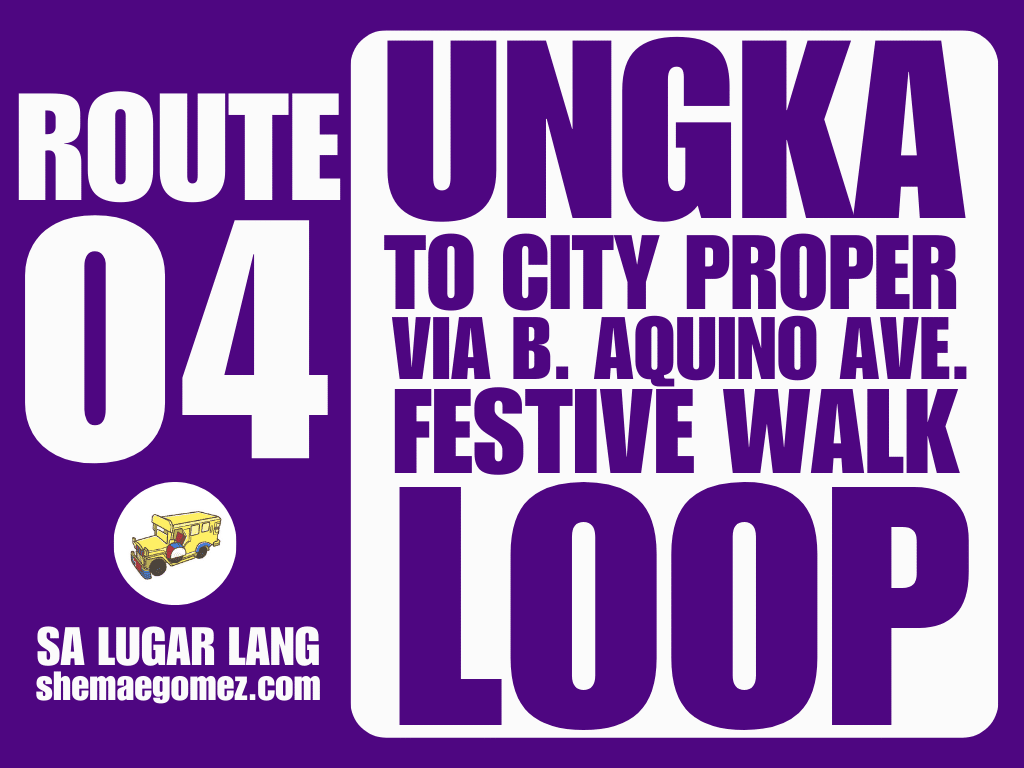 ROUTE
04
SA LUGAR LANG
shemaegomez.com
UNGKA
TO CITY PROPER
VIA B. AQUINO AVE.
FESTIVE WALK
LOOP